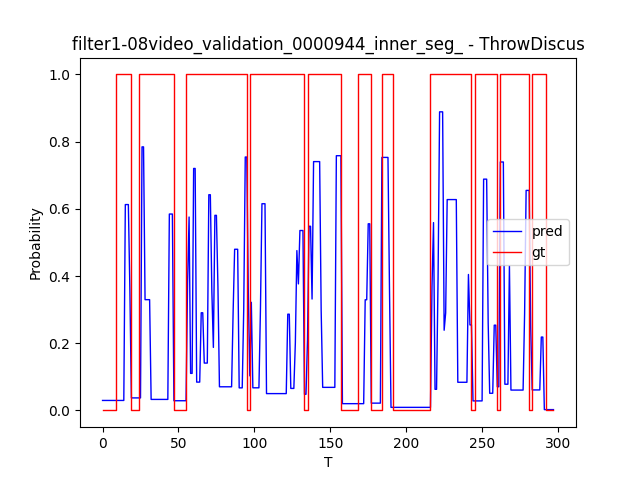 filter1-08video_validation_0000944_inner_seg_ - ThrowDiscus
1.0
0.8
0.6
0.4
0.2
0.0
Probability
pred
gt
0 50 100 150 200 250 300
T